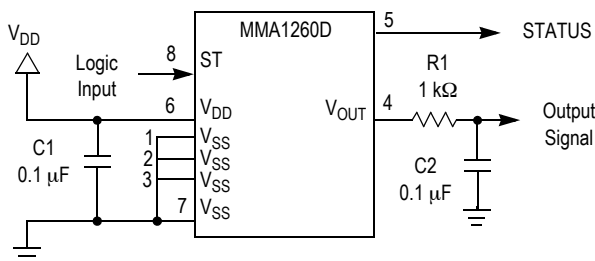 V_DD
Logic
Input
8
ST
MMA1260D
5
STATUS
6
V_DD
R1
1 kΩ
V_OUT
4
Output
Signal
C1
0.1 μF
1
V_SS
2
V_SS
3
V_SS
7
V_SS
C2
0.1 μF